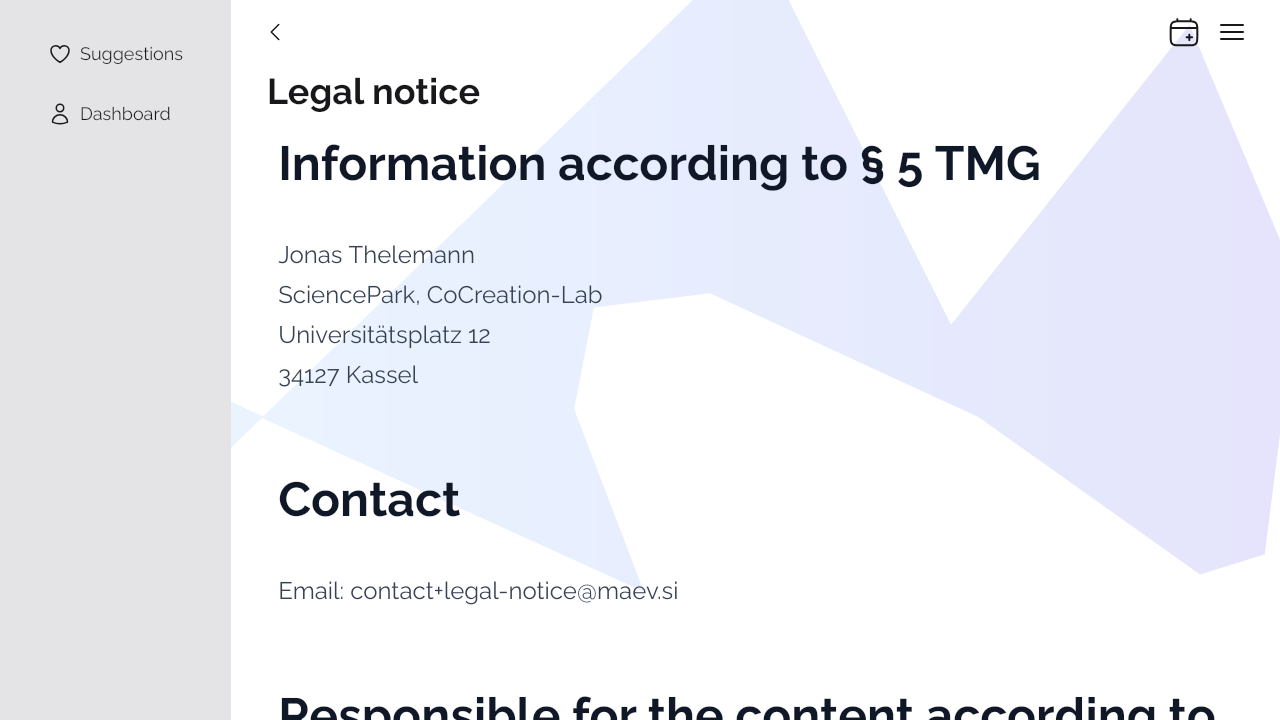 Suggestions
Dashboard
Legal notice
Information according to § 5 TMG
Jonas Thelemann
SciencePark, CoCreation-Lab
Universitätsplatz 12
34127 Kassel
Contact
Email: contact+legal-notice@maev.si
Responsible for the content according to